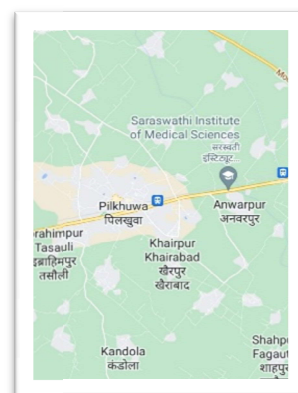 Saraswathi Institute
of Medical Sciences
सरस्वती
इंस्टिट्यूट...
Pilkhuwa
पिलखुवा
Anwarpur
अनवरपुर
rahimpur
Tasauli
इब्राहिमपुर
तसौली
Khairpur
Khairabad
खैरपुर
खैराबाद
Kandola
कंडोला
Shahp
Fagaut
शाहपुर